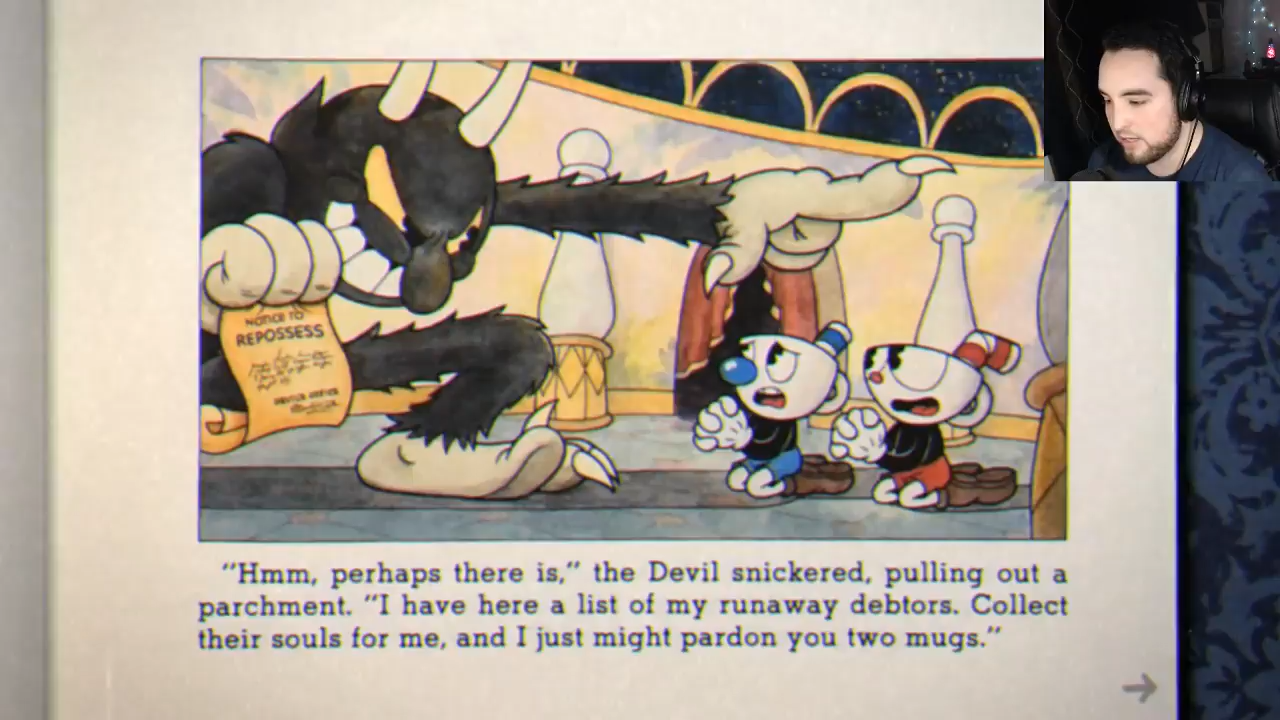 NOTICE TO
REPOSSESS
"Hmm, perhaps there is," the Devil snickered, pulling out a
parchment. "I have here a list of my runaway debtors. Collect
their souls for me, and I just might pardon you two mugs."